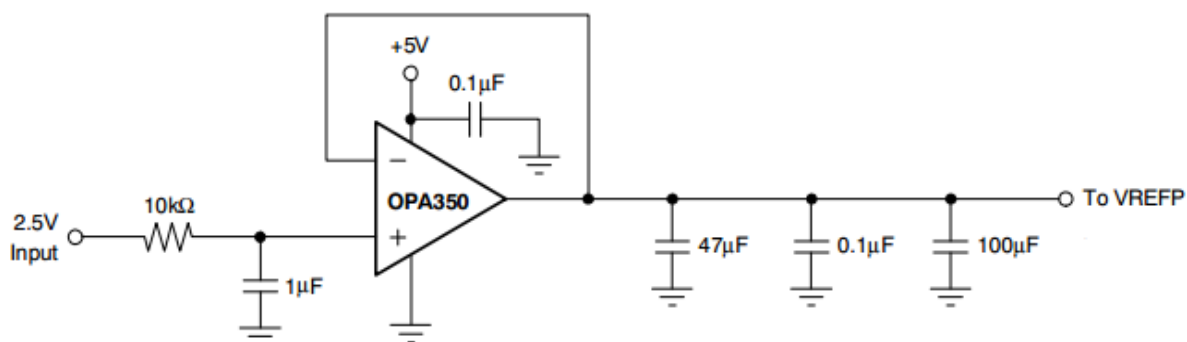 +5V
0.1µF
−
OPA350
+
10kΩ
2.5V
Input
1µF
47µF
0.1µF
100µF
To VREFP